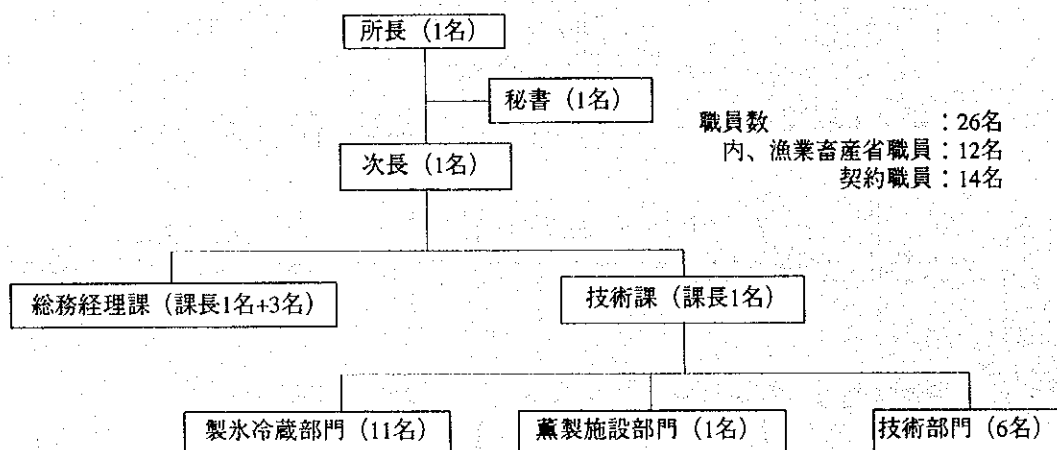 所長（1名）
秘書（1名）
職員数　　　　　：26名
内、漁業畜産省職員：12名
契約職員：14名
次長（1名）
総務経理課（課長1名+3名）
技術課（課長1名）
製氷冷蔵部門（11名）
薫製施設部門（1名）
技術部門（6名）